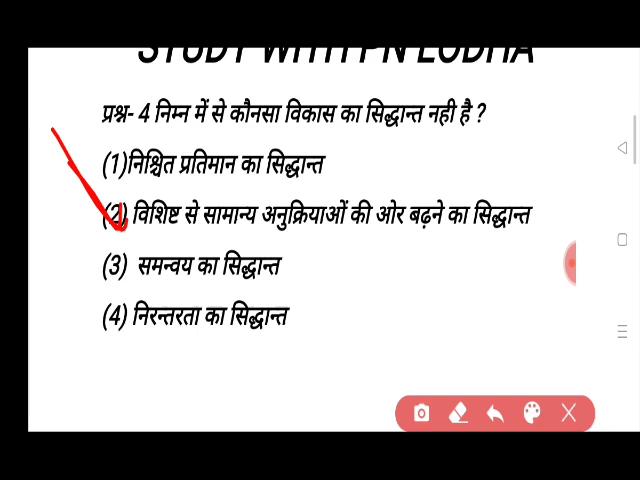 STUDY WITH PN LODHA
प्रश्न- 4 निम्न में से कौनसा विकास का सिद्धान्त नही है ?
(1)निश्चित प्रतिमान का सिद्धान्त
(2) विशिष्ट से सामान्य अनुक्रियाओं की ओर बढ़ने का सिद्धान्त
(3) समन्वय का सिद्धान्त
(4) निरन्तरता का सिद्धान्त